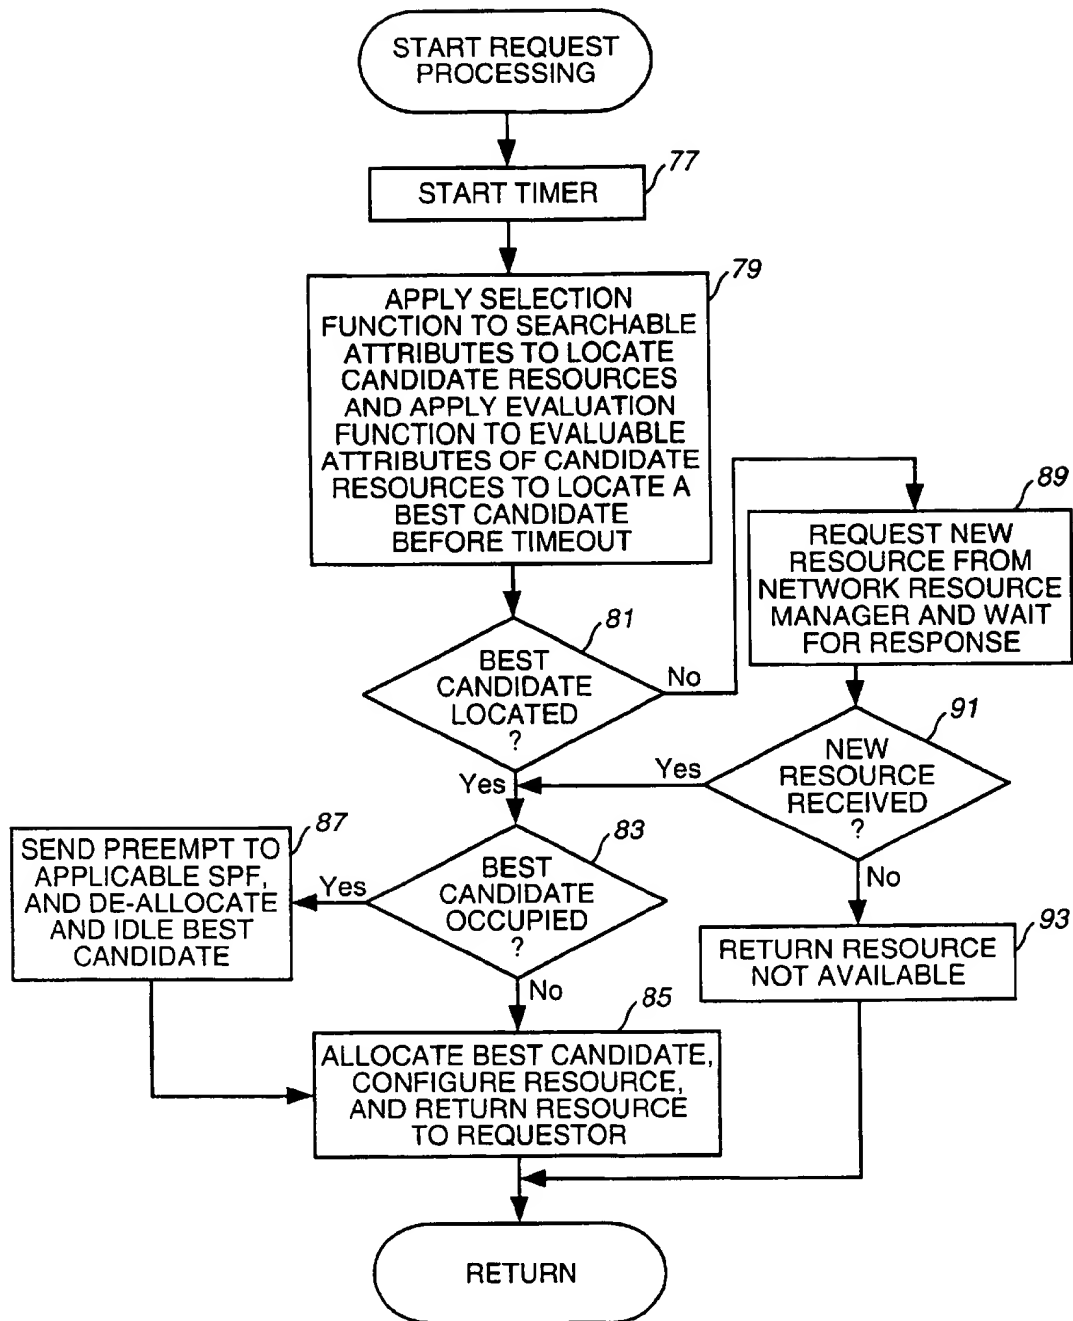 START REQUEST
PROCESSING
77
START TIMER
79
APPLY SELECTION
FUNCTION TO SEARCHABLE
ATTRIBUTES TO LOCATE
CANDIDATE RESOURCES
AND APPLY EVALUATION
FUNCTION TO EVALUABLE
ATTRIBUTES OF CANDIDATE
RESOURCES TO LOCATE A
BEST CANDIDATE
BEFORE TIMEOUT
89
REQUEST NEW
RESOURCE FROM
NETWORK RESOURCE
MANAGER AND WAIT
FOR RESPONSE
81
BEST
CANDIDATE
LOCATED
?
No
Yes
91
NEW
RESOURCE
RECEIVED
?
Yes
No
87
SEND PREEMPT TO
APPLICABLE SPF,
AND DE-ALLOCATE
AND IDLE BEST
CANDIDATE
83
BEST
CANDIDATE
OCCUPIED
?
Yes
No
93
RETURN RESOURCE
NOT AVAILABLE
85
ALLOCATE BEST CANDIDATE,
CONFIGURE RESOURCE,
AND RETURN RESOURCE
TO REQUESTOR
RETURN